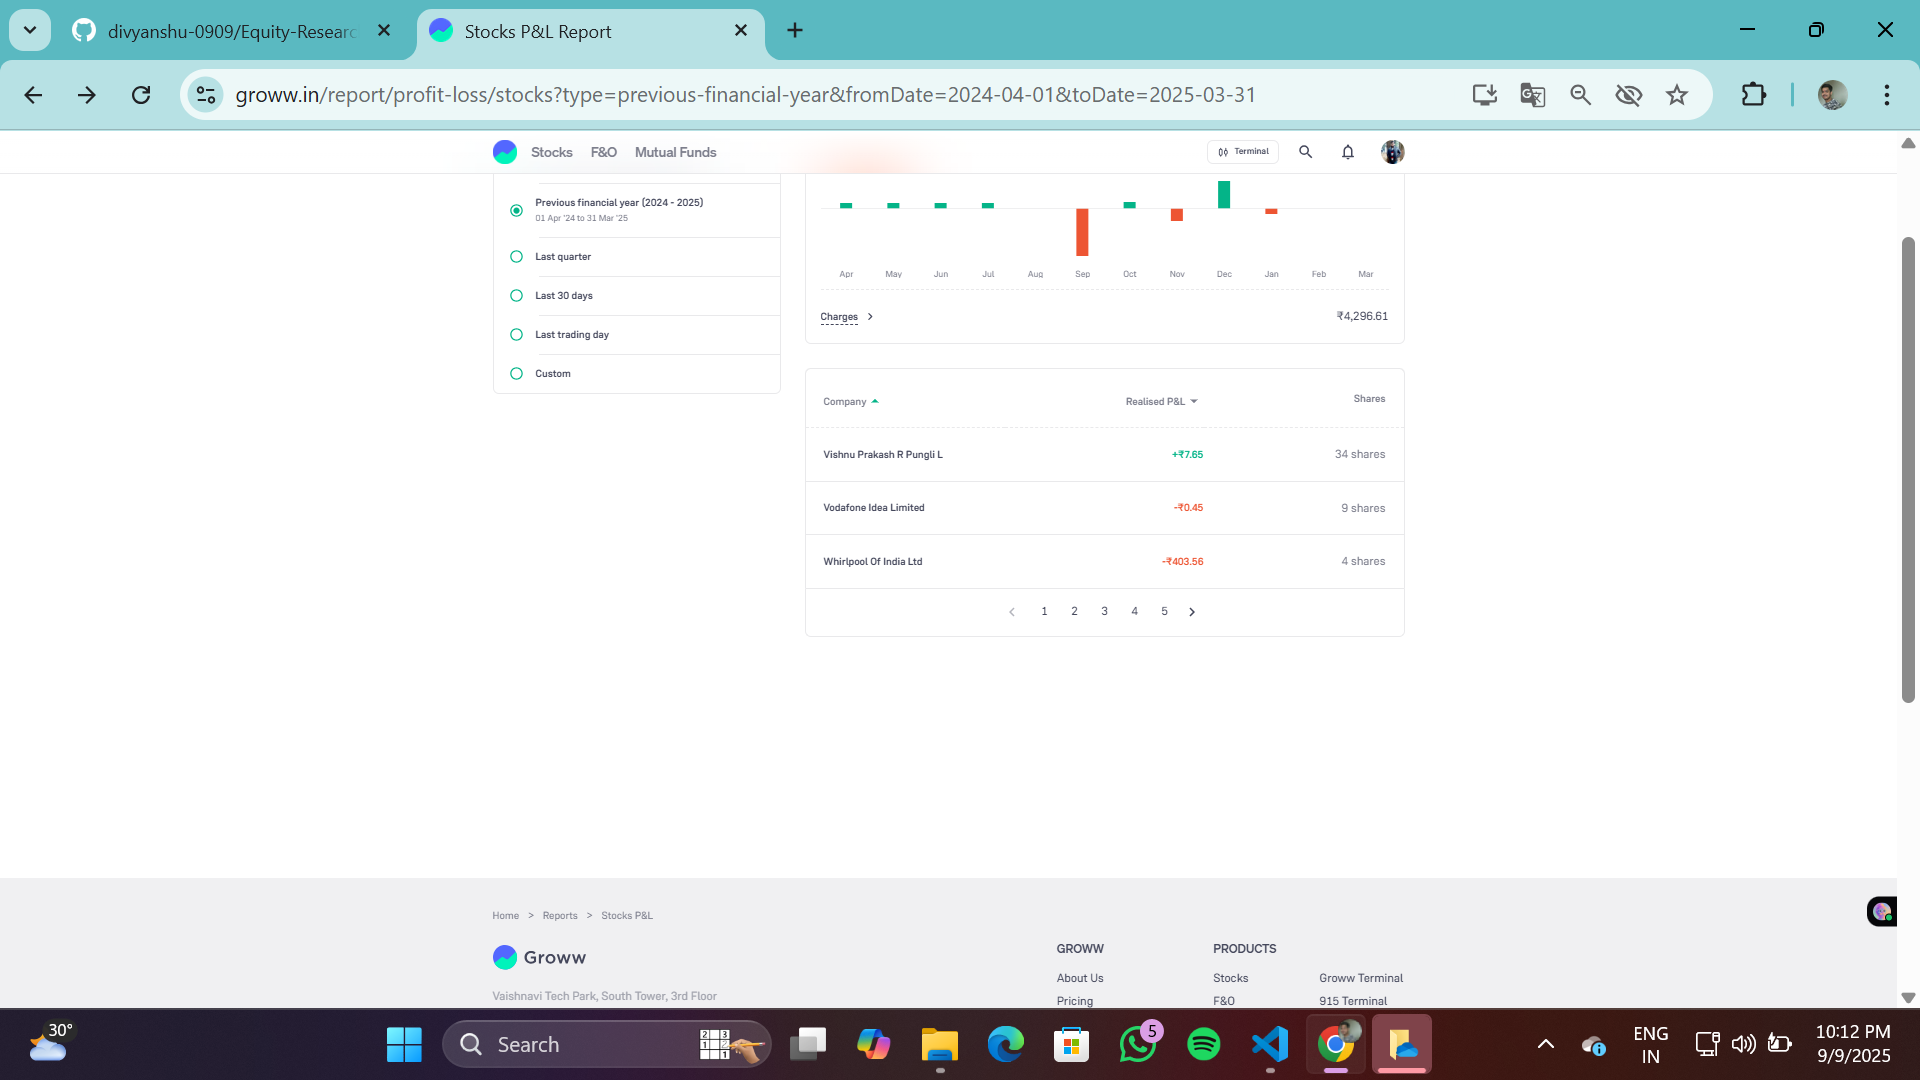 divyanshu-0909/Equity-Researc
Stocks P&L Report
groww.in/report/profit-loss/stocks?type=previous-financial-year&fromDate=2024-04-01&toDate=2025-03-31
Stocks F&O Mutual Funds
Terminal
Previous financial year (2024 - 2025)
01 Apr '24 to 31 Mar '25
Last quarter
Last 30 days
Last trading day
Custom
Apr May Jun Jul Aug Sep Oct Nov Dec Jan Feb Mar
Charges ₹4,296.61
Company Realised P&L Shares
Vishnu Prakash R Pungli L +₹7.65 34 shares
Vodafone Idea Limited -₹0.45 9 shares
Whirlpool Of India Ltd -₹403.56 4 shares
1 2 3 4 5
Home > Reports > Stocks P&L
Groww
Vaishnavi Tech Park, South Tower, 3rd Floor
GROWW
About Us
Pricing
PRODUCTS
Stocks Groww Terminal
F&O 915 Terminal
30°
Search
5
ENG
IN
10:12 PM
9/9/2025